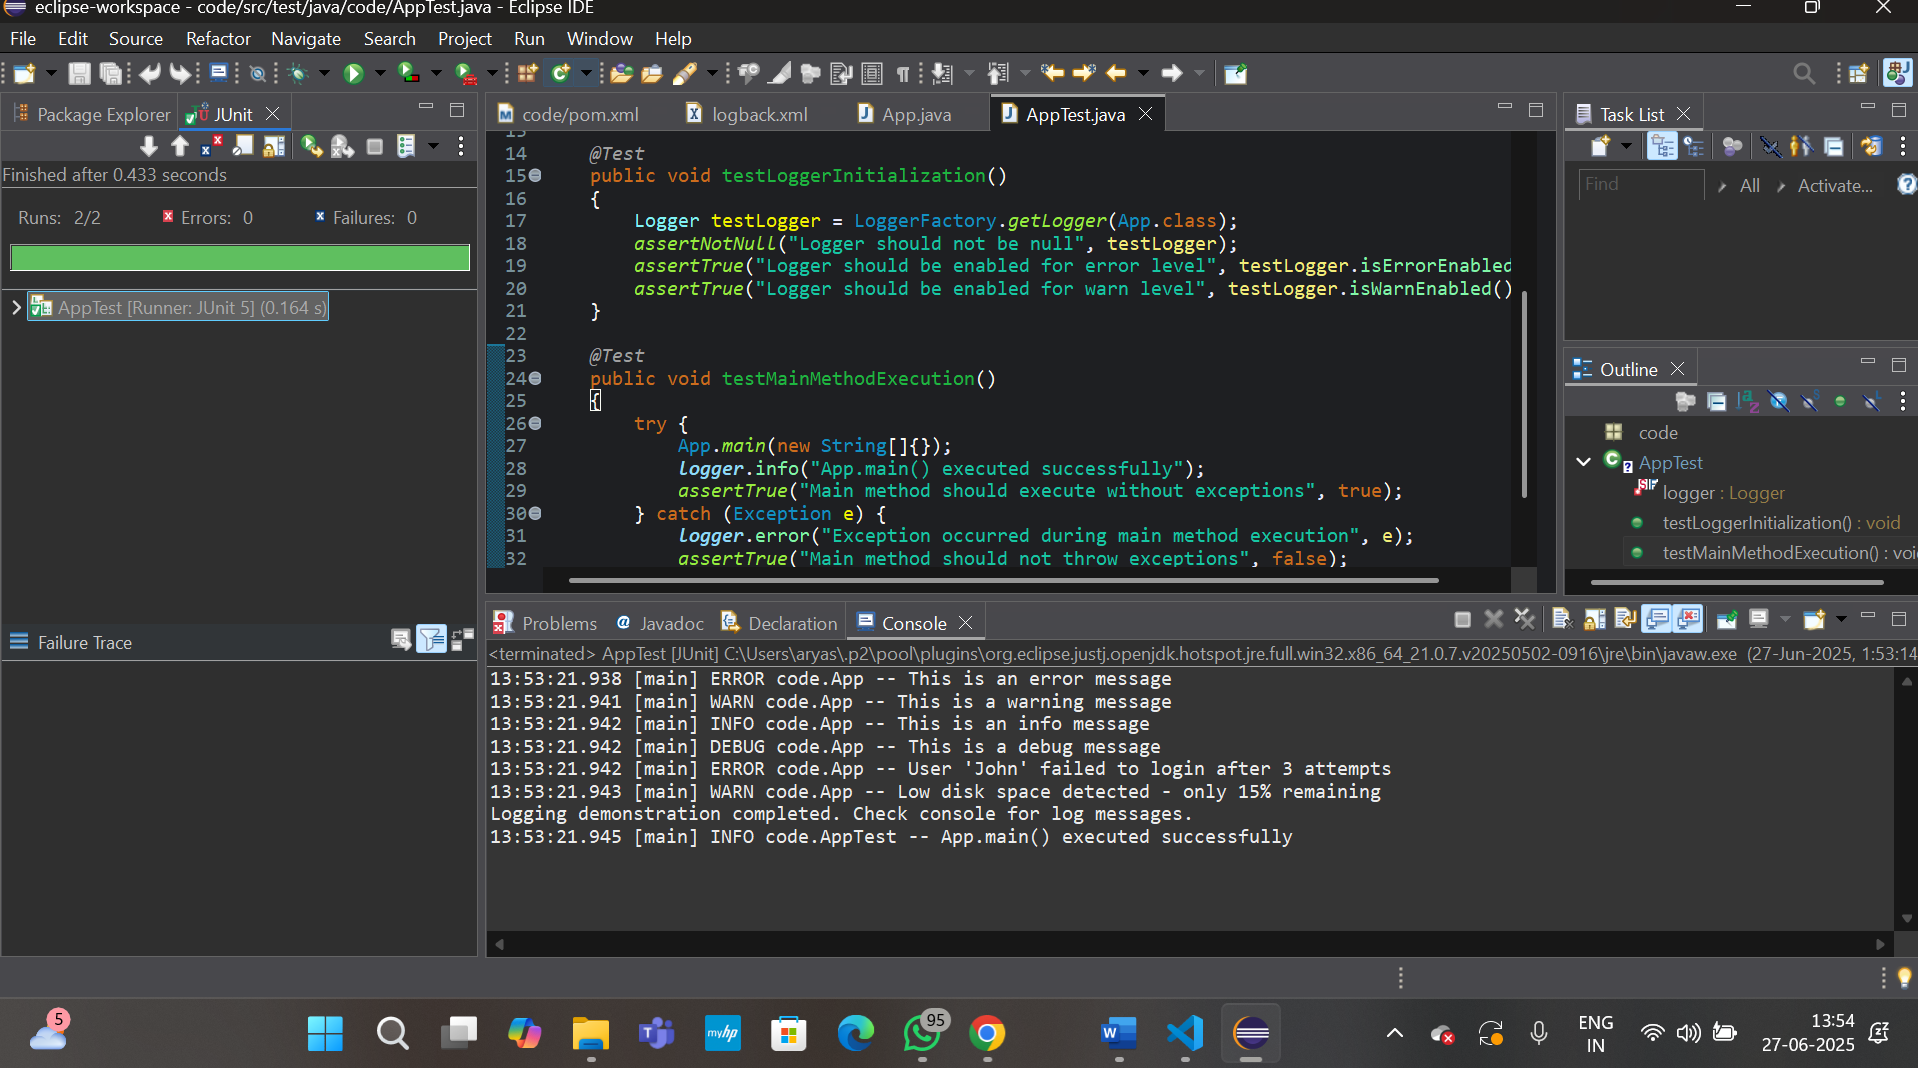 eclipse-workspace - code/src/test/java/code/AppTest.java - Eclipse IDE
File Edit Source Refactor Navigate Search Project Run Window Help
Package Explorer JUnit
Finished after 0.433 seconds
Runs: 2/2 Errors: 0 Failures: 0
AppTest [Runner: JUnit 5] (0.164 s)
Failure Trace
code/pom.xml logback.xml App.java AppTest.java
13
14 @Test
15 public void testLoggerInitialization()
16 {
17 Logger testLogger = LoggerFactory.getLogger(App.class);
18 assertNotNull("Logger should not be null", testLogger);
19 assertTrue("Logger should be enabled for error level", testLogger.isErrorEnabled
20 assertTrue("Logger should be enabled for warn level", testLogger.isWarnEnabled()
21 }
22
23 @Test
24 public void testMainMethodExecution()
25 {
26 try {
27 App.main(new String[]{});
28 logger.info("App.main() executed successfully");
29 assertTrue("Main method should execute without exceptions", true);
30 } catch (Exception e) {
31 logger.error("Exception occurred during main method execution", e);
32 assertTrue("Main method should not throw exceptions", false);
Task List
Find All Activate...
Outline
code
AppTest
logger : Logger
testLoggerInitialization() : void
testMainMethodExecution() : voi
Problems Javadoc Declaration Console
<terminated> AppTest [JUnit] C:\Users\aryas\.p2\pool\plugins\org.eclipse.justj.openjdk.hotspot.jre.full.win32.x86_64_21.0.7.v20250502-0916\jre\bin\javaw.exe (27-Jun-2025, 1:53:14
13:53:21.938 [main] ERROR code.App -- This is an error message
13:53:21.941 [main] WARN code.App -- This is a warning message
13:53:21.942 [main] INFO code.App -- This is an info message
13:53:21.942 [main] DEBUG code.App -- This is a debug message
13:53:21.942 [main] ERROR code.App -- User 'John' failed to login after 3 attempts
13:53:21.943 [main] WARN code.App -- Low disk space detected - only 15% remaining
Logging demonstration completed. Check console for log messages.
13:53:21.945 [main] INFO code.AppTest -- App.main() executed successfully
5
myhp
95
ENG
IN
13:54
27-06-2025